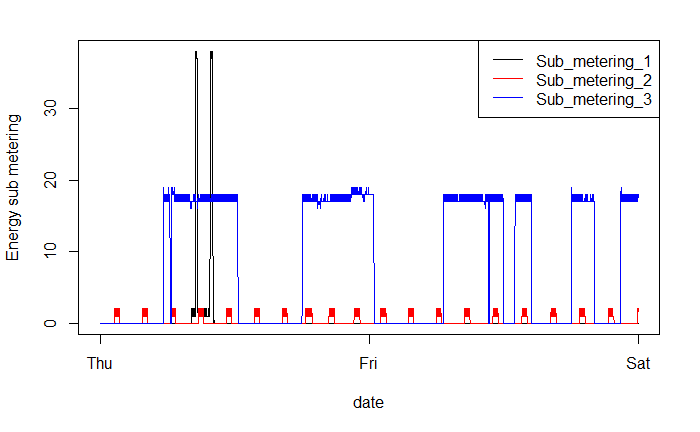 Sub_metering_1
Sub_metering_2
Sub_metering_3
Energy sub metering
30
20
10
0
Thu
Fri
Sat
date